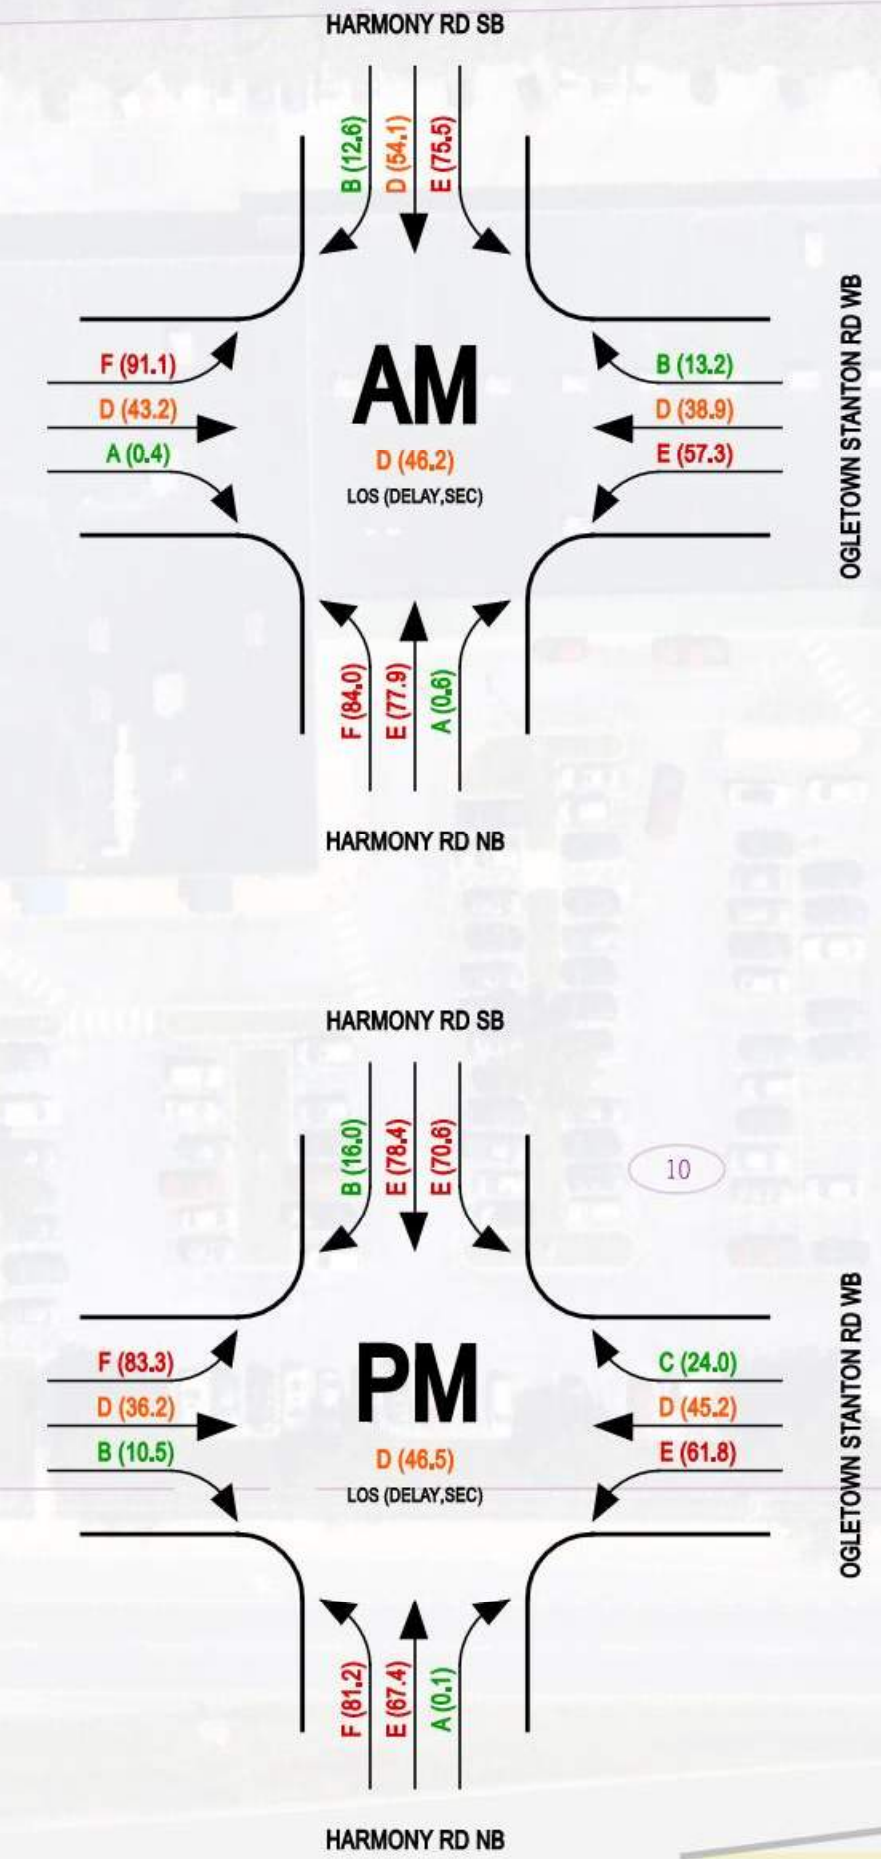 HARMONY RD SB
B (12.6)
D (54.1)
E (75.5)
F (91.1)
D (43.2)
A (0.4)
AM
D (46.2)
LOS (DELAY,SEC)
B (13.2)
D (38.9)
E (57.3)
OGLETOWN STANTON RD WB
F (84.0)
E (77.9)
A (0.6)
HARMONY RD NB
HARMONY RD SB
B (16.0)
E (78.4)
E (70.6)
10
F (83.3)
D (36.2)
B (10.5)
PM
D (46.5)
LOS (DELAY,SEC)
C (24.0)
D (45.2)
E (61.8)
OGLETOWN STANTON RD WB
F (81.2)
E (67.4)
A (0.1)
HARMONY RD NB